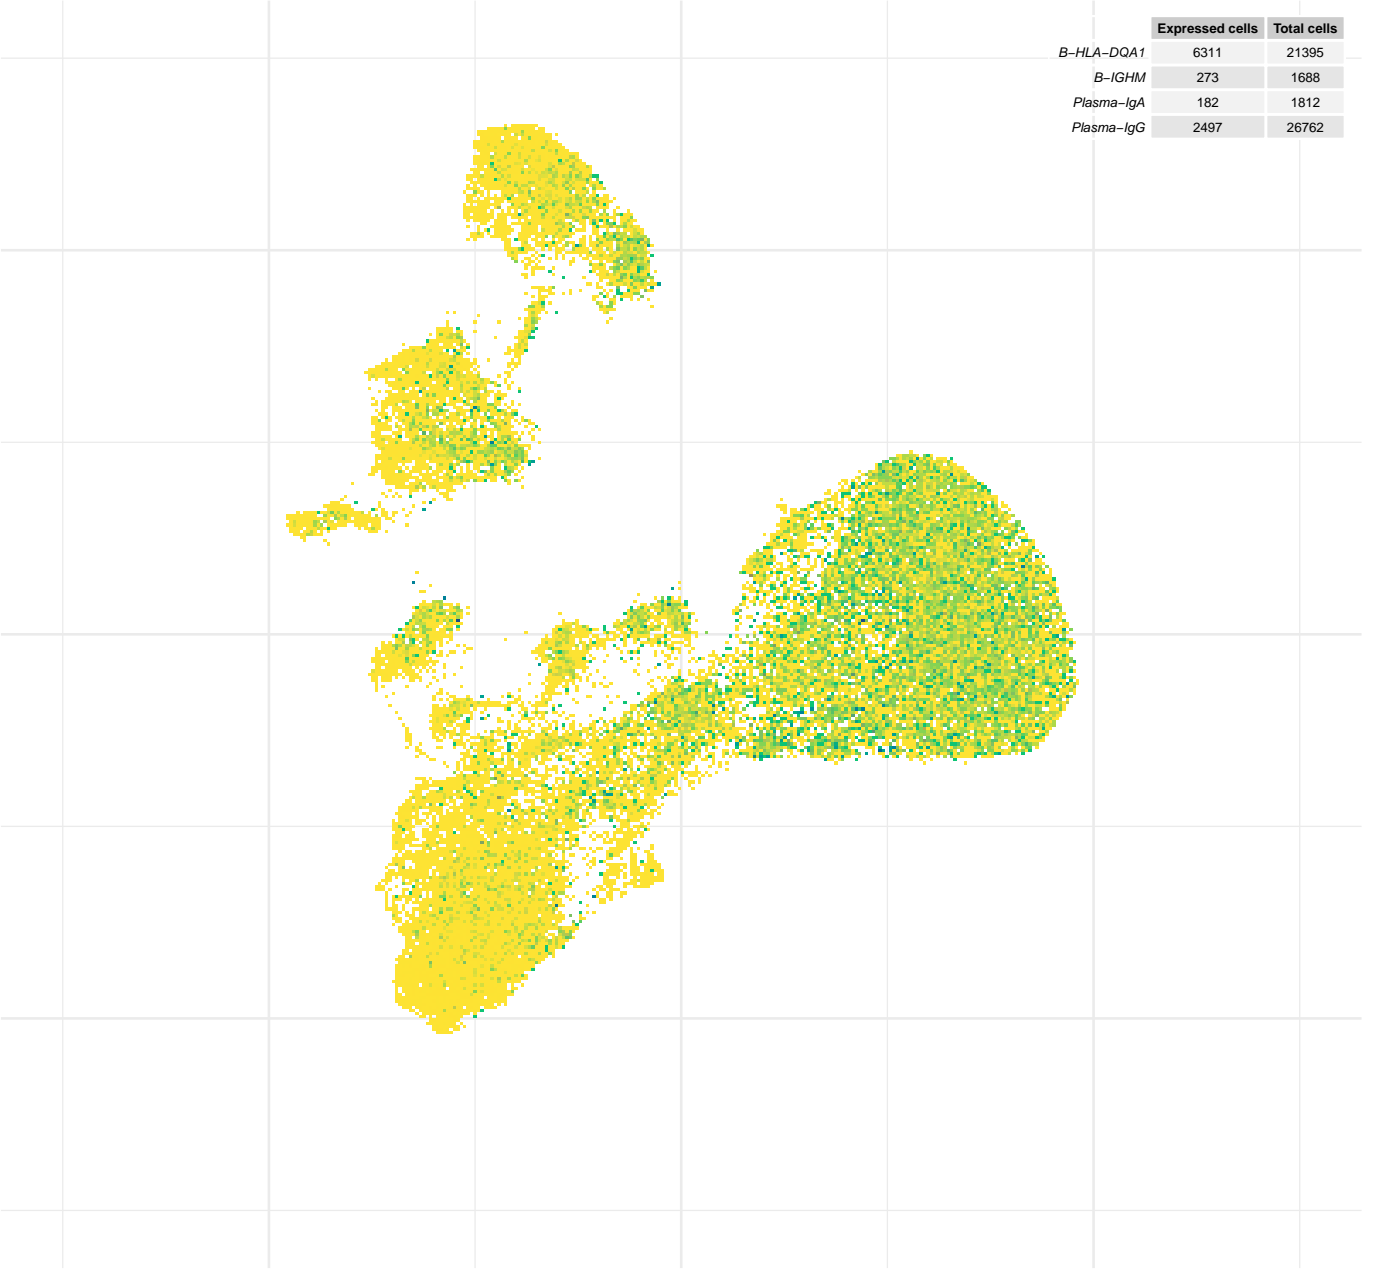 Expressed cells Total cells
B−HLA−DQA1 6311 21395
B−IGHM 273 1688
Plasma−IgA 182 1812
Plasma−IgG 2497 26762